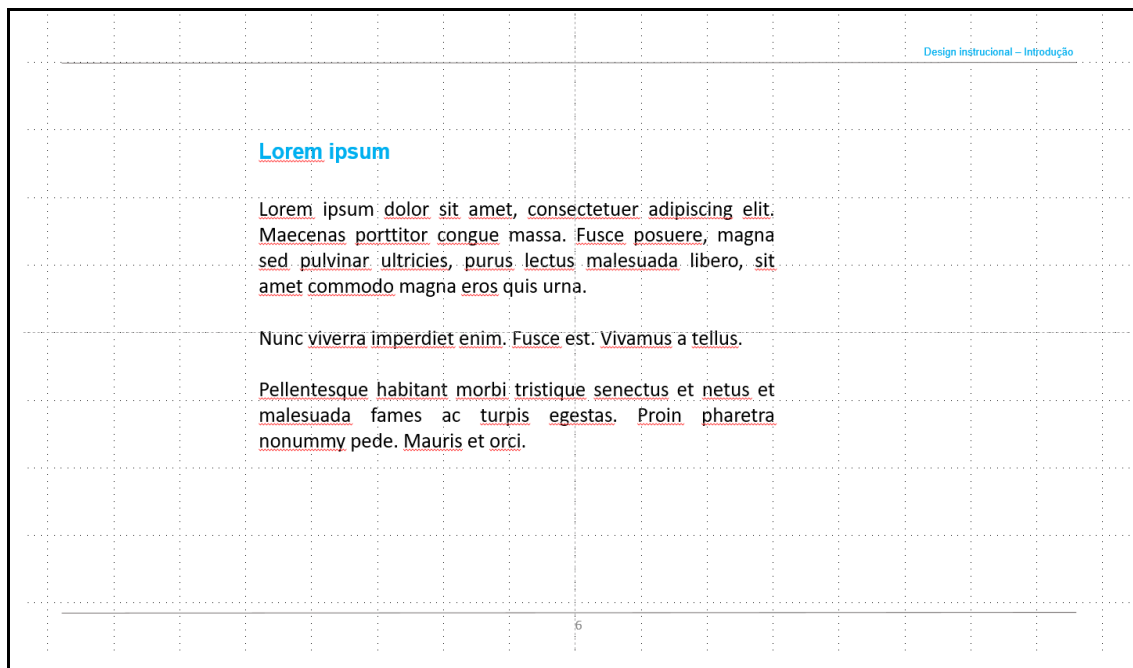 Design instrucional – Introdução
Lorem ipsum
Lorem ipsum dolor sit amet, consectetuer adipiscing elit.
Maecenas porttitor congue massa. Fusce posuere, magna
sed pulvinar ultricies, purus lectus malesuada libero, sit
amet commodo magna eros quis urna.
Nunc viverra imperdiet enim. Fusce est. Vivamus a tellus.
Pellentesque habitant morbi tristique senectus et netus et
malesuada fames ac turpis egestas. Proin pharetra
nonummy pede. Mauris et orci.
6